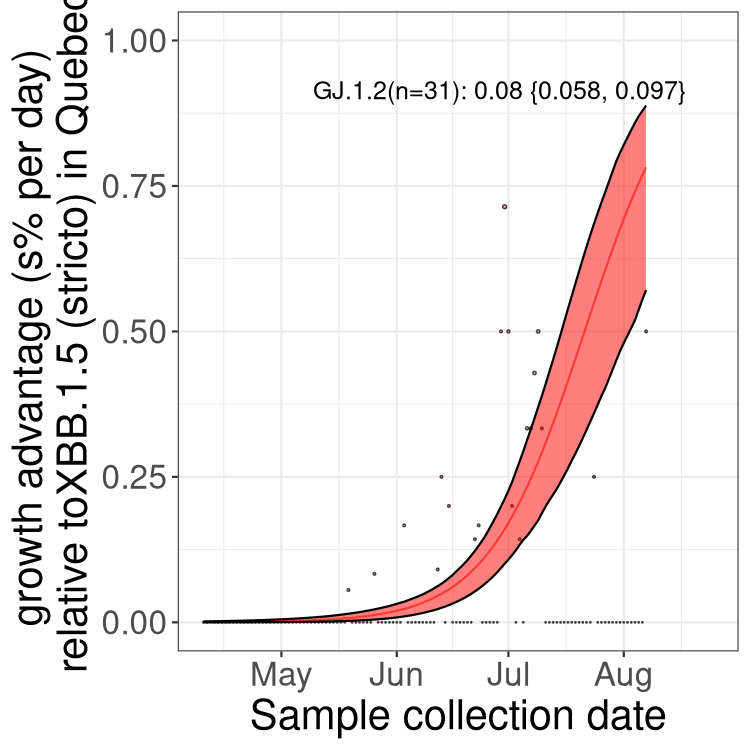 growth advantage (s% per day)
relative toXBB.1.5 (stricto) in Quebec
1.00
0.75
0.50
0.25
0.00
GJ.1.2(n=31): 0.08 {0.058, 0.097}
May Jun Jul Aug
Sample collection date